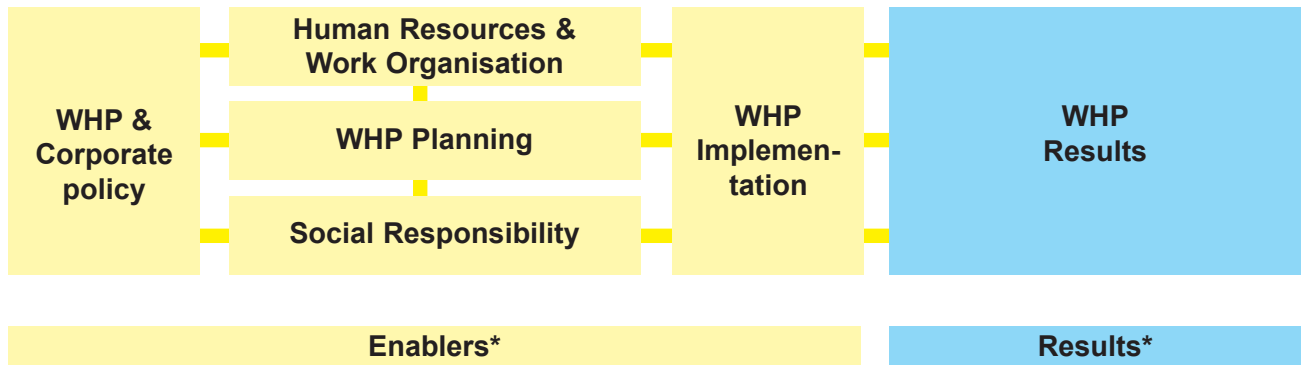 WHP &
Corporate
policy
Human Resources &
Work Organisation
WHP Planning
Social Responsibility
WHP
Implemen-
tation
WHP
Results
Enablers*
Results*